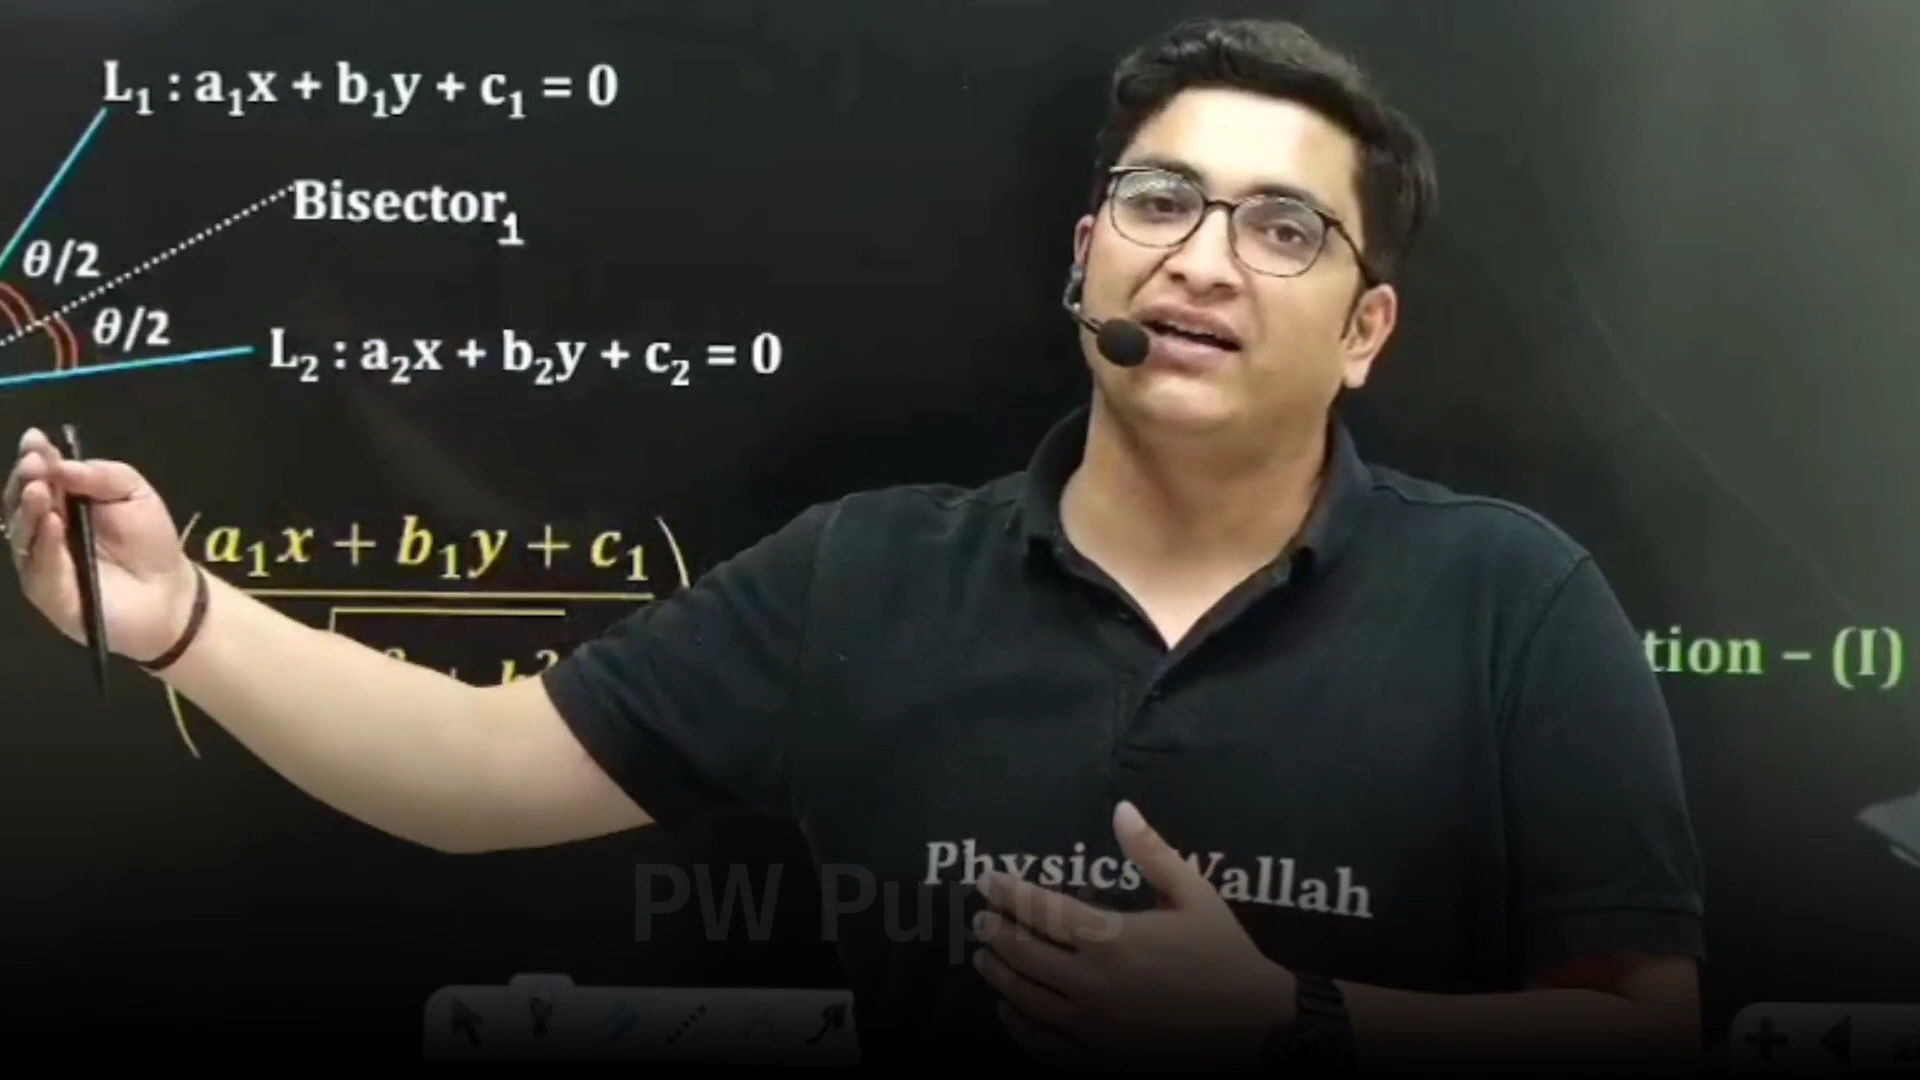 L₁ : a₁x + b₁y + c₁ = 0
Bisector₁
θ/2
θ/2
L₂ : a₂x + b₂y + c₂ = 0
(a₁x + b₁y + c₁)
tion – (I)
Physics Wallah
PW Pupils